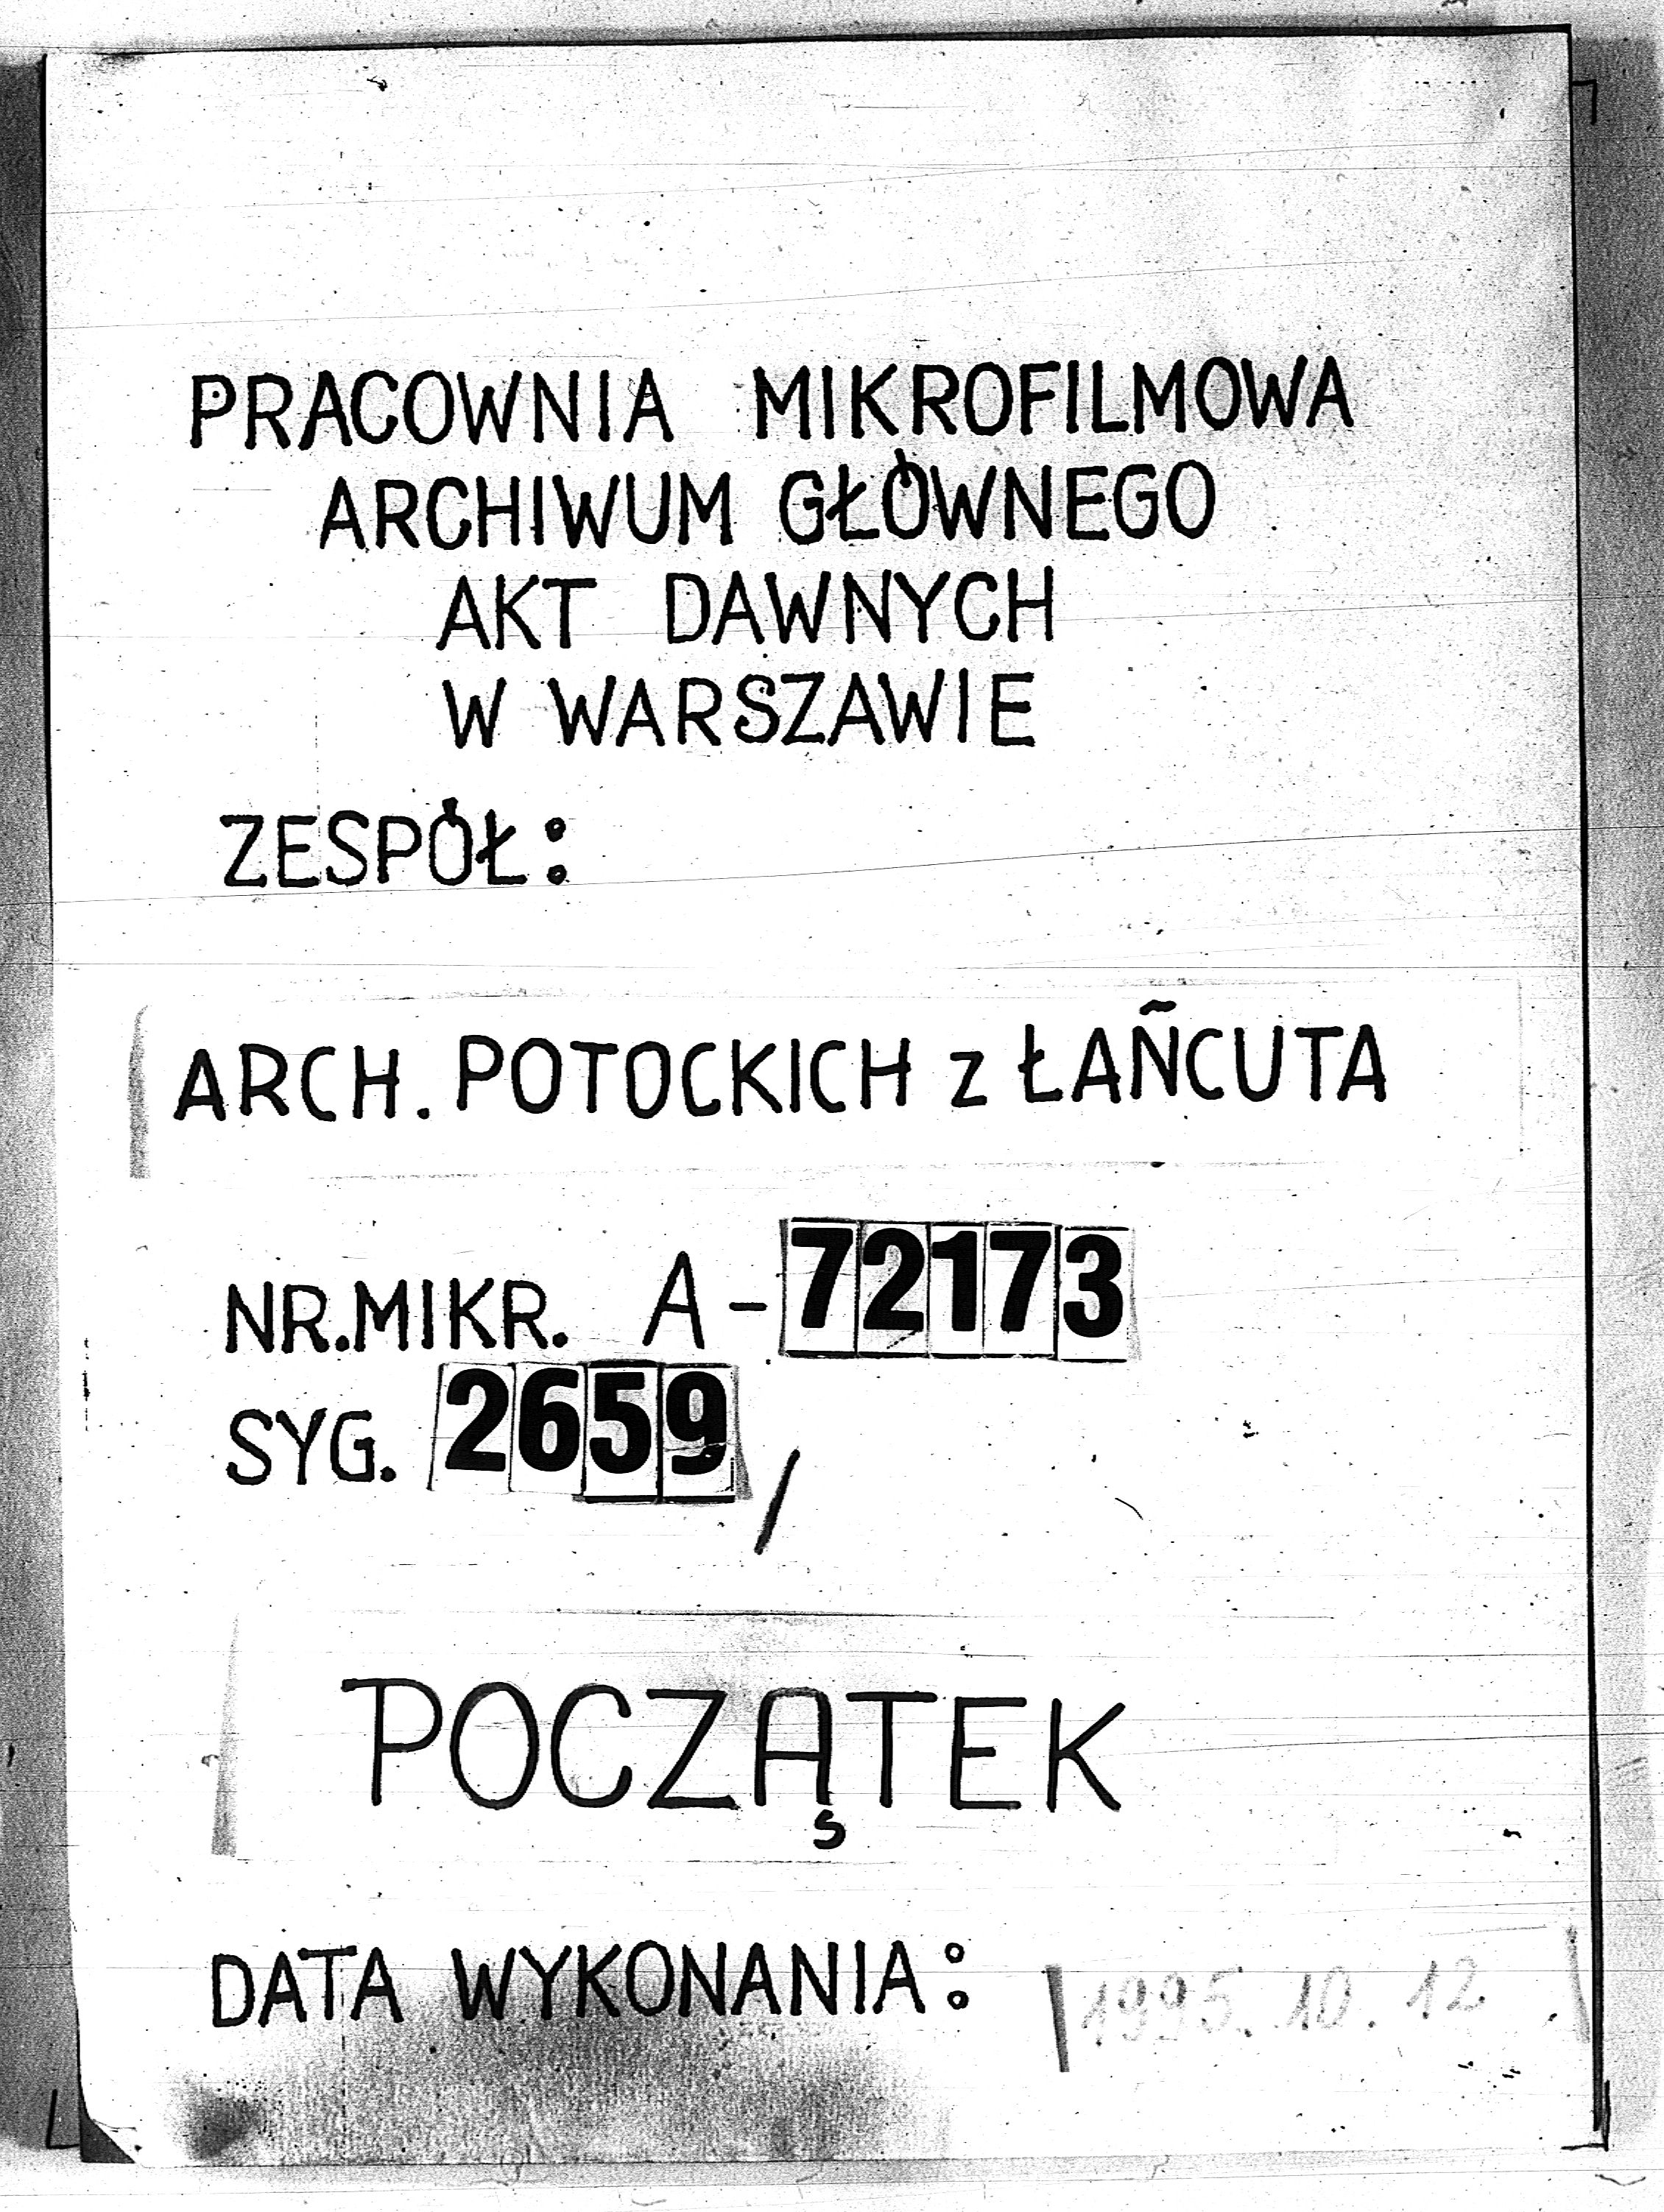 PRACOWNIA MIKROFILMOWA
ARCHIWUM GŁÓWNEGO
AKT DAWNYCH
W WARSZAWIE
ZESPÓŁ:
ARCH. POTOCKICH z ŁAŃCUTA
NR.MIKR. A-72173
SYG. 2659/
POCZĄTEK
DATA WYKONANIA: 1995.10.12